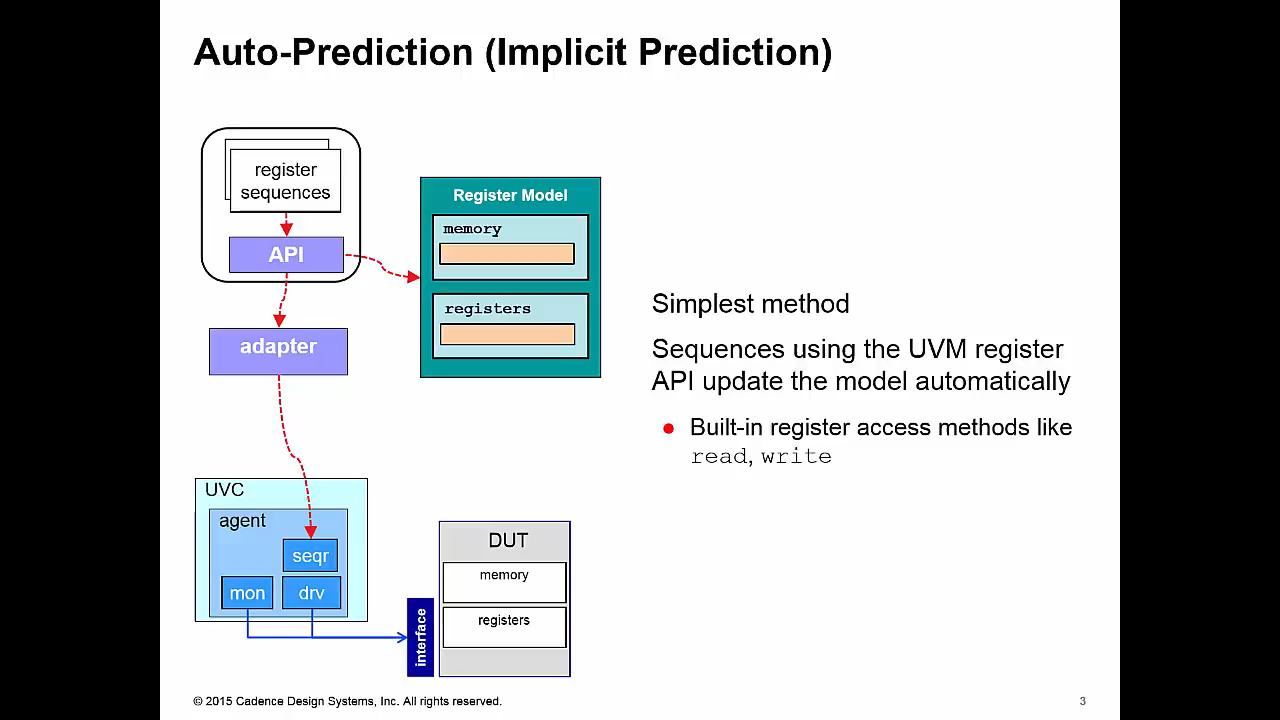 Auto-Prediction (Implicit Prediction)
register
sequences
API
adapter
Register Model
memory
registers
Simplest method
Sequences using the UVM register
API update the model automatically
Built-in register access methods like
read, write
UVC
agent
seqr
mon
drv
interface
DUT
memory
registers
© 2015 Cadence Design Systems, Inc. All rights reserved.
3